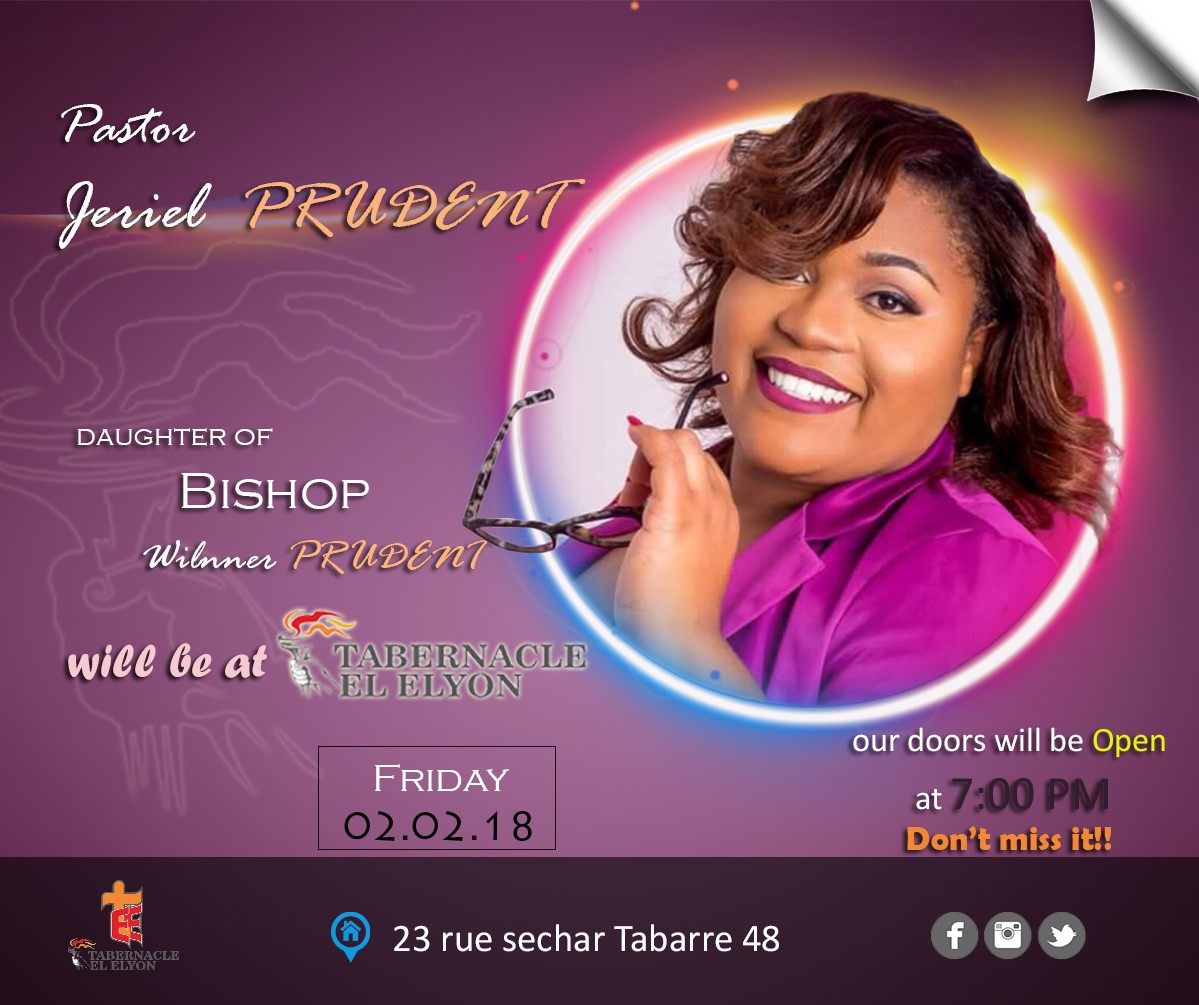 Pastor
Jeriel PRUDENT
DAUGHTER OF
BISHOP
Wilnner PRUDENT
will be at TABERNACLE
EL ELYON
FRIDAY
02.02.18
our doors will be Open
at 7:00 PM
Don't miss it!!
TABERNACLE
EL ELYON
23 rue sechar Tabarre 48